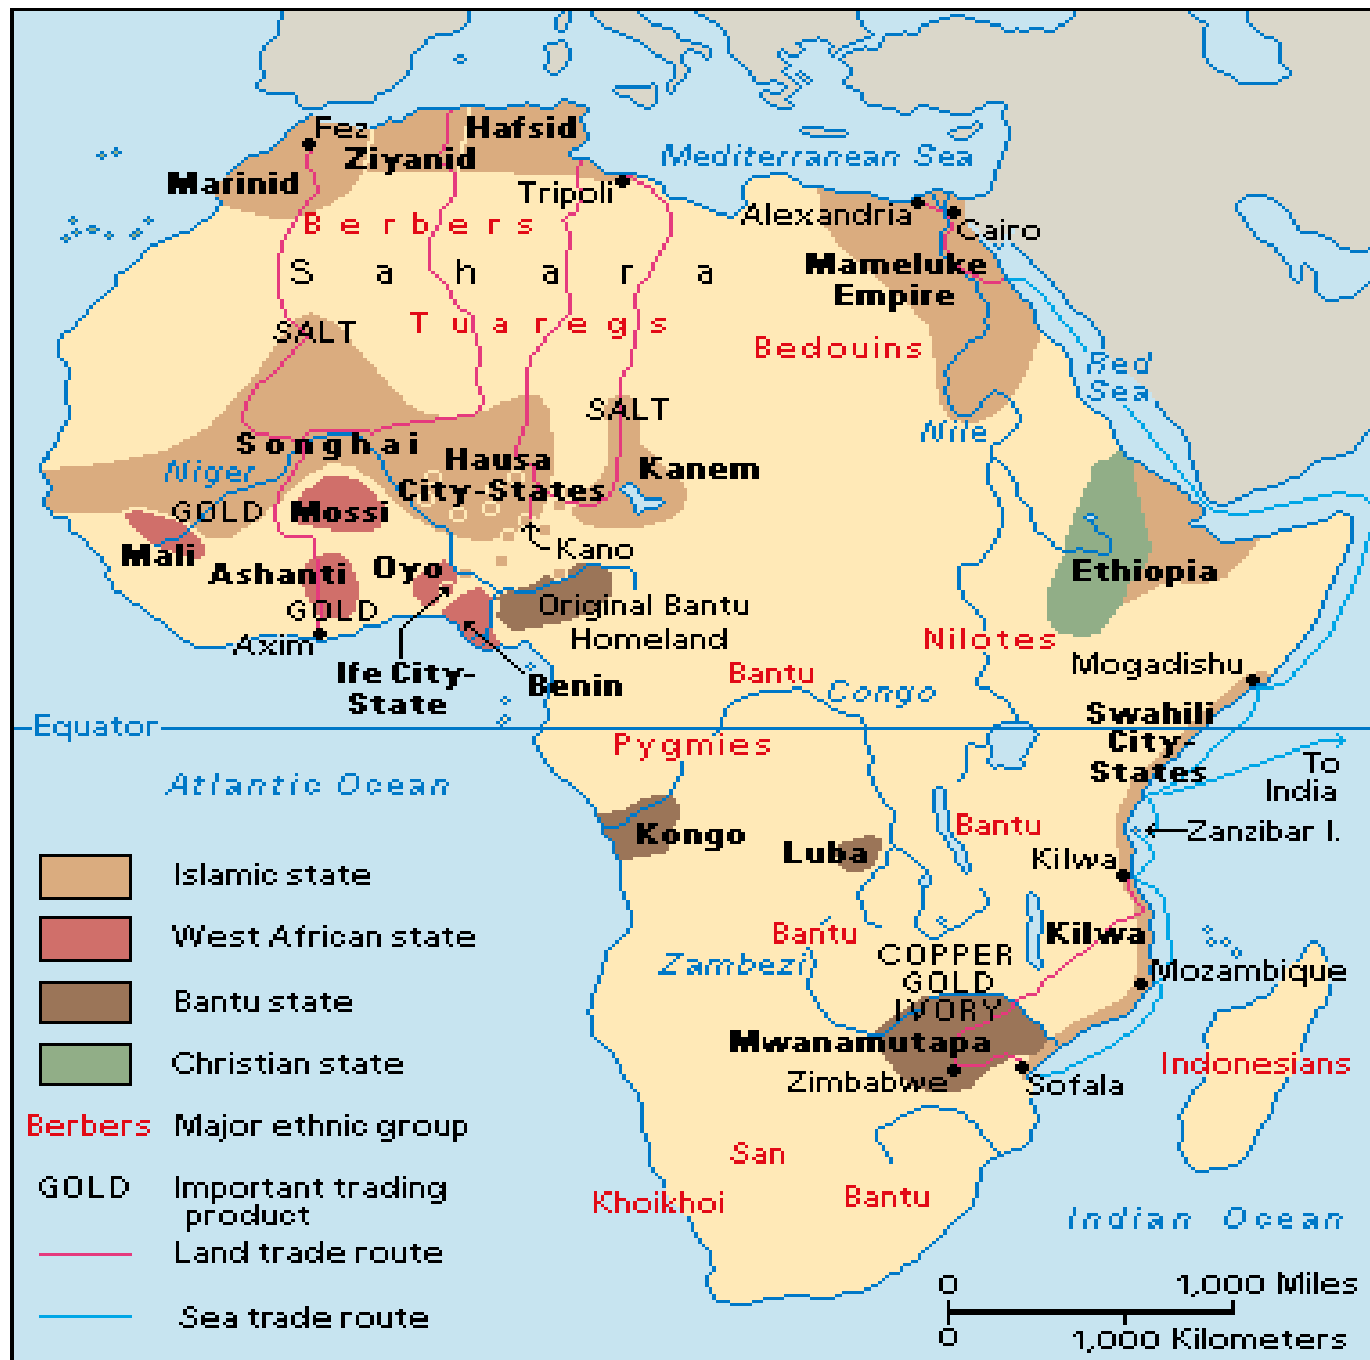 Fez
Hafsid
Ziyanid
Mediterranean Sea
Marinid
Tripoli
Alexandria
Berbers
Cairo
Sahara
Mameluke
Empire
SALT
Tuaregs
Bedouins
Red
Sea
SALT
Nile
Songhai
Niger
Hausa
City-States
Kanem
GOLD
Mossi
Mali
Kano
Ashanti
Oyo
Ethiopia
GOLD
Original Bantu
Homeland
Axim
Nilotes
Ife City-
State
Benin
Mogadishu
Bantu
Congo
Swahili
City-
States
Equator
Pygmies
To
India
Atlantic Ocean
Kongo
Bantu
Zanzibar I.
Luba
Kilwa
Islamic state
West African state
Bantu
Kilwa
COPPER
GOLD
IVORY
Zambezi
Mozambique
Bantu state
Mwanamutapa
Christian state
Zimbabwe
Sofala
Indonesians
Berbers Major ethnic group
San
GOLD Important trading
product
Khoikhoi
Bantu
Indian Ocean
Land trade route
Sea trade route
0 1,000 Miles
0 1,000 Kilometers